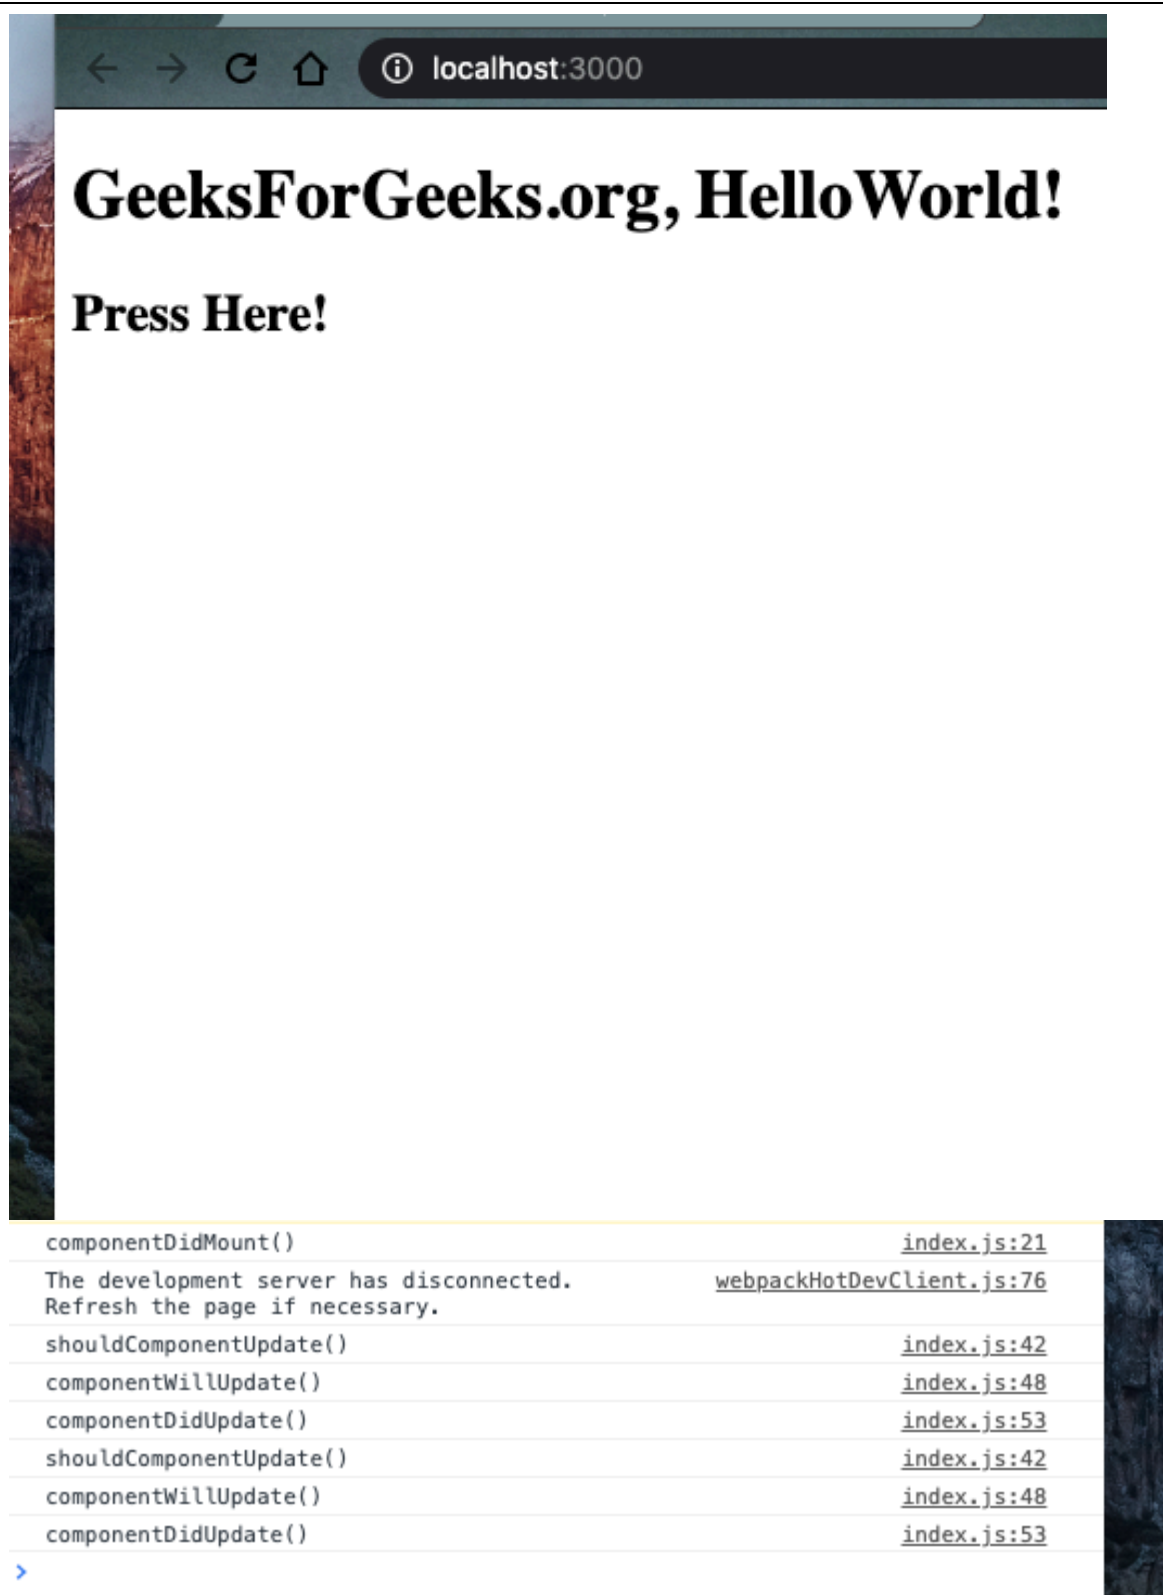 localhost:3000
GeeksForGeeks.org, HelloWorld!
Press Here!
componentDidMount() index.js:21
The development server has disconnected. webpackHotDevClient.js:76
Refresh the page if necessary.
shouldComponentUpdate() index.js:42
componentWillUpdate() index.js:48
componentDidUpdate() index.js:53
shouldComponentUpdate() index.js:42
componentWillUpdate() index.js:48
componentDidUpdate() index.js:53